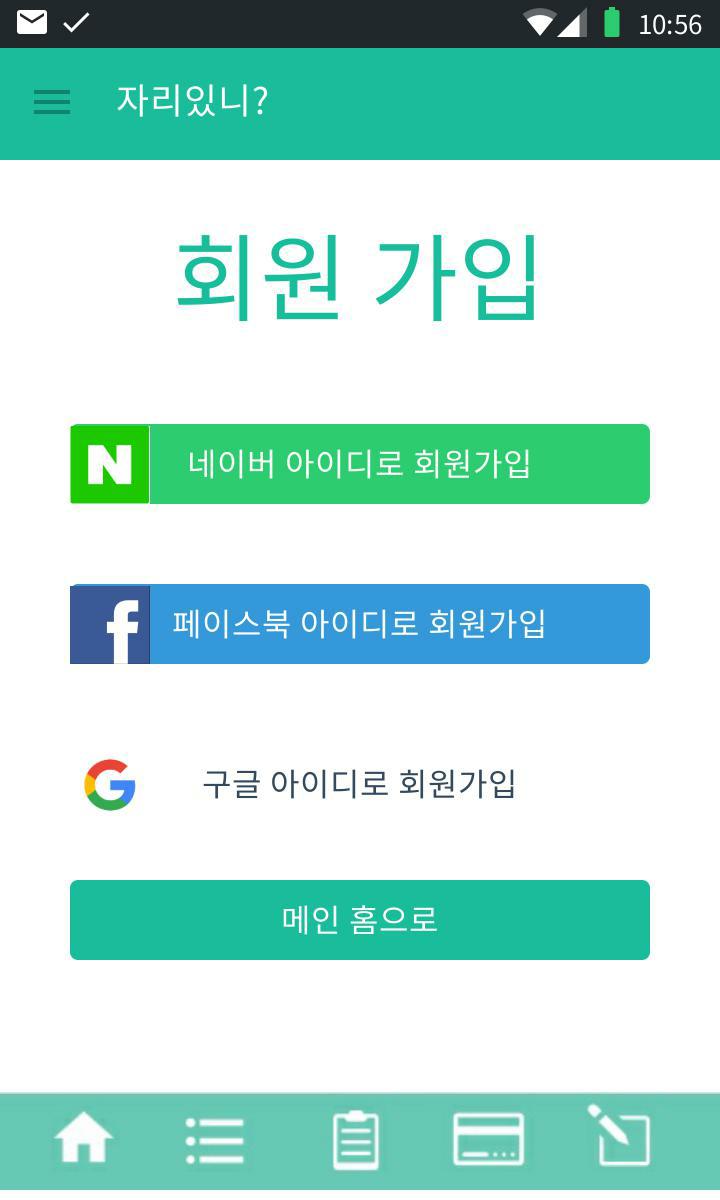 10:56
자리있니?
회원 가입
N 네이버 아이디로 회원가입
f 페이스북 아이디로 회원가입
G 구글 아이디로 회원가입
메인 홈으로